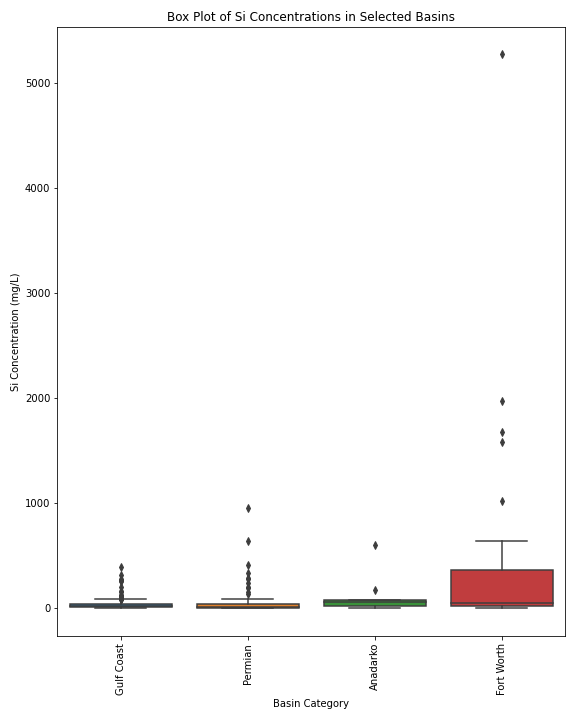 Box Plot of Si Concentrations in Selected Basins
5000
4000
3000
2000
1000
0
Si Concentration (mg/L)
Gulf Coast
Permian
Anadarko
Fort Worth
Basin Category